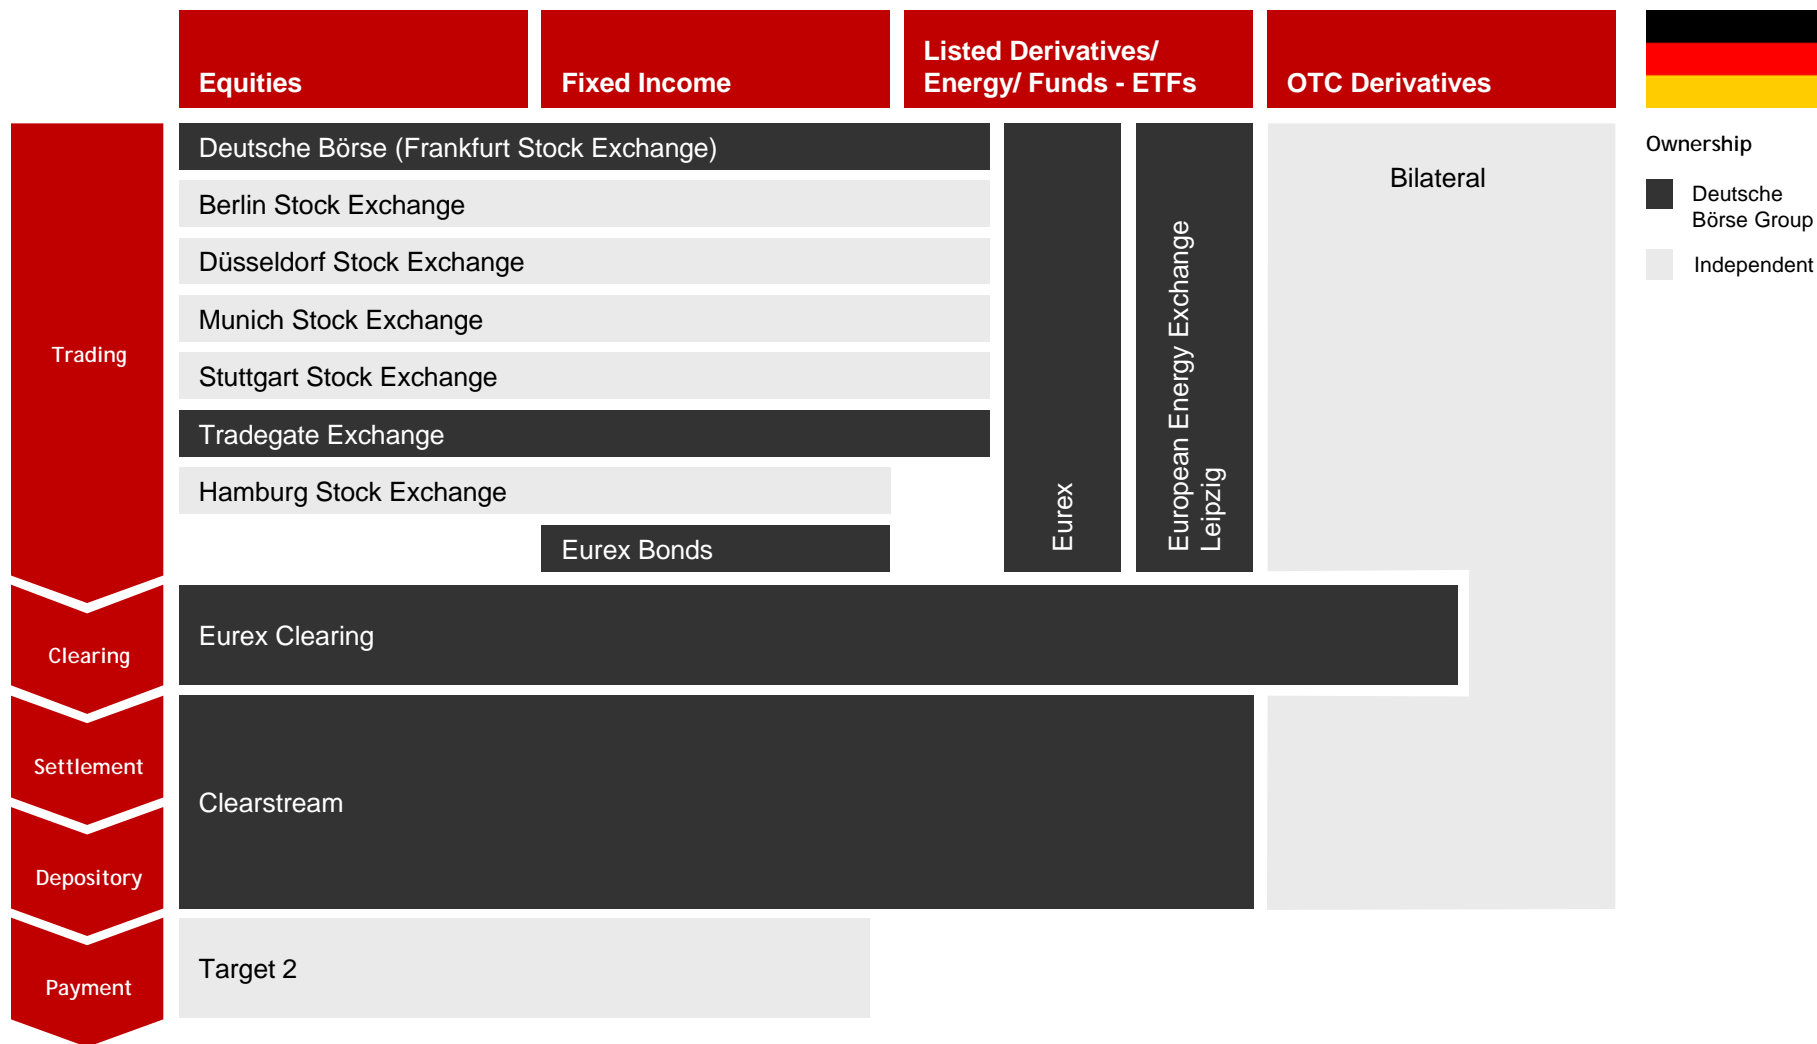 Equities
Fixed Income
Listed Derivatives/
Energy/ Funds - ETFs
OTC Derivatives
Ownership
Deutsche
Börse Group
Independent
Trading
Deutsche Börse (Frankfurt Stock Exchange)
Berlin Stock Exchange
Düsseldorf Stock Exchange
Munich Stock Exchange
Stuttgart Stock Exchange
Tradegate Exchange
Hamburg Stock Exchange
Eurex Bonds
Eurex
European Energy Exchange
Leipzig
Bilateral
Clearing
Eurex Clearing
Settlement
Clearstream
Depository
Payment
Target 2